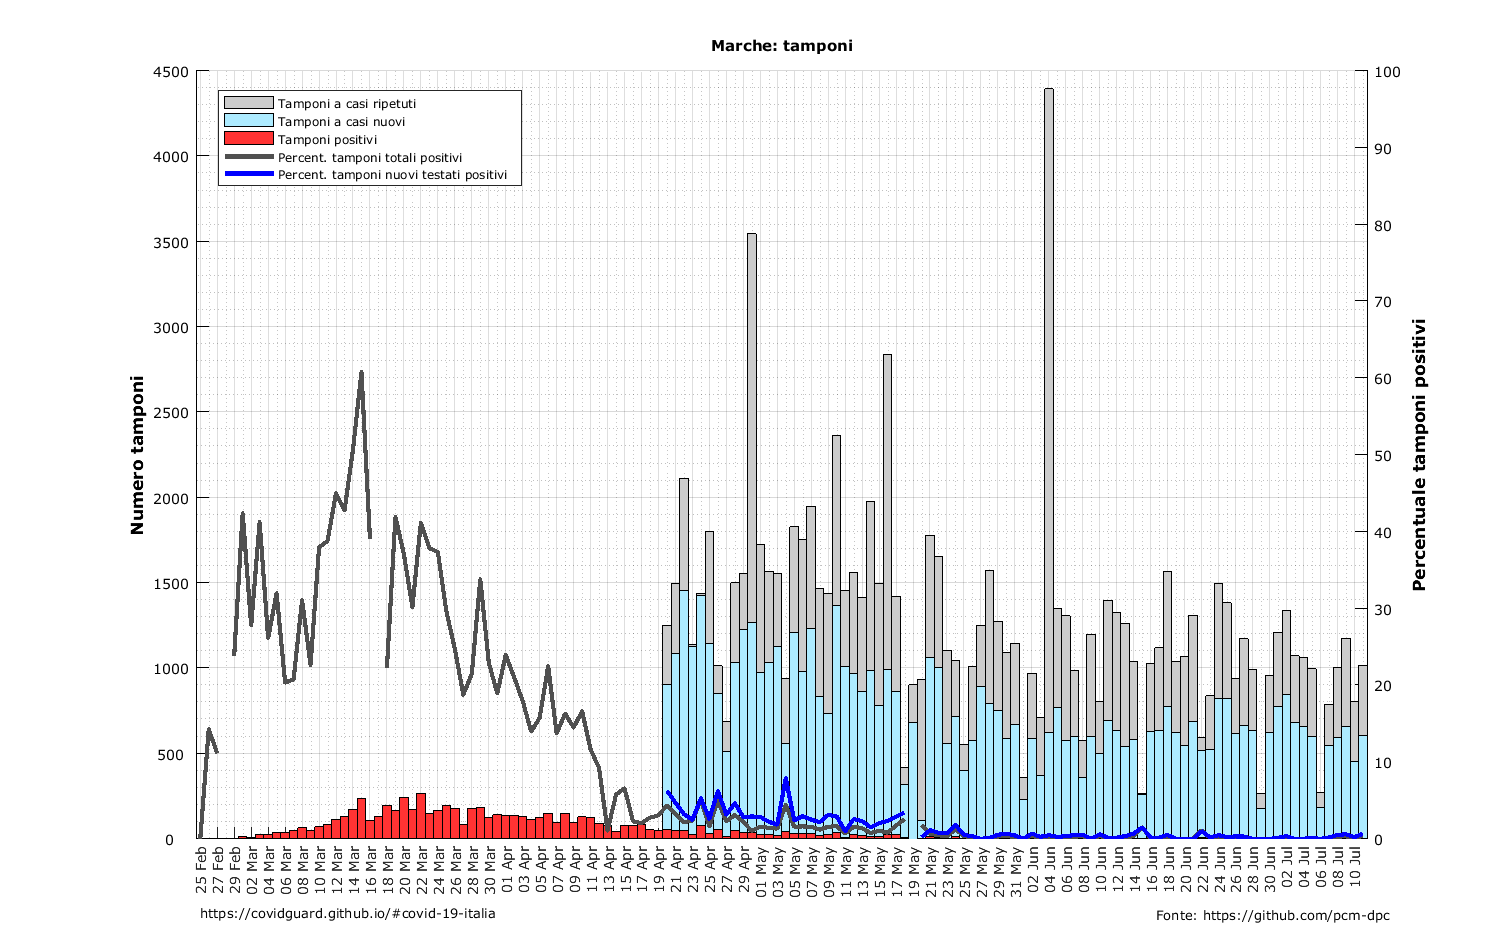 Marche: tamponi
4500
4000
3500
3000
2500
2000
1500
1000
500
0
Numero tamponi
Tamponi a casi ripetuti
Tamponi a casi nuovi
Tamponi positivi
Percent. tamponi totali positivi
Percent. tamponi nuovi testati positivi
100
90
80
70
60
50
40
30
20
10
0
Percentuale tamponi positivi
25 Feb
27 Feb
29 Feb
02 Mar
04 Mar
06 Mar
08 Mar
10 Mar
12 Mar
14 Mar
16 Mar
18 Mar
20 Mar
22 Mar
24 Mar
26 Mar
28 Mar
30 Mar
01 Apr
03 Apr
05 Apr
07 Apr
09 Apr
11 Apr
13 Apr
15 Apr
17 Apr
19 Apr
21 Apr
23 Apr
25 Apr
27 Apr
29 Apr
01 May
03 May
05 May
07 May
09 May
11 May
13 May
15 May
17 May
19 May
21 May
23 May
25 May
27 May
29 May
31 May
02 Jun
04 Jun
06 Jun
08 Jun
10 Jun
12 Jun
14 Jun
16 Jun
18 Jun
20 Jun
22 Jun
24 Jun
26 Jun
28 Jun
30 Jun
02 Jul
04 Jul
06 Jul
08 Jul
10 Jul
https://covidguard.github.io/#covid-19-italia
Fonte: https://github.com/pcm-dpc